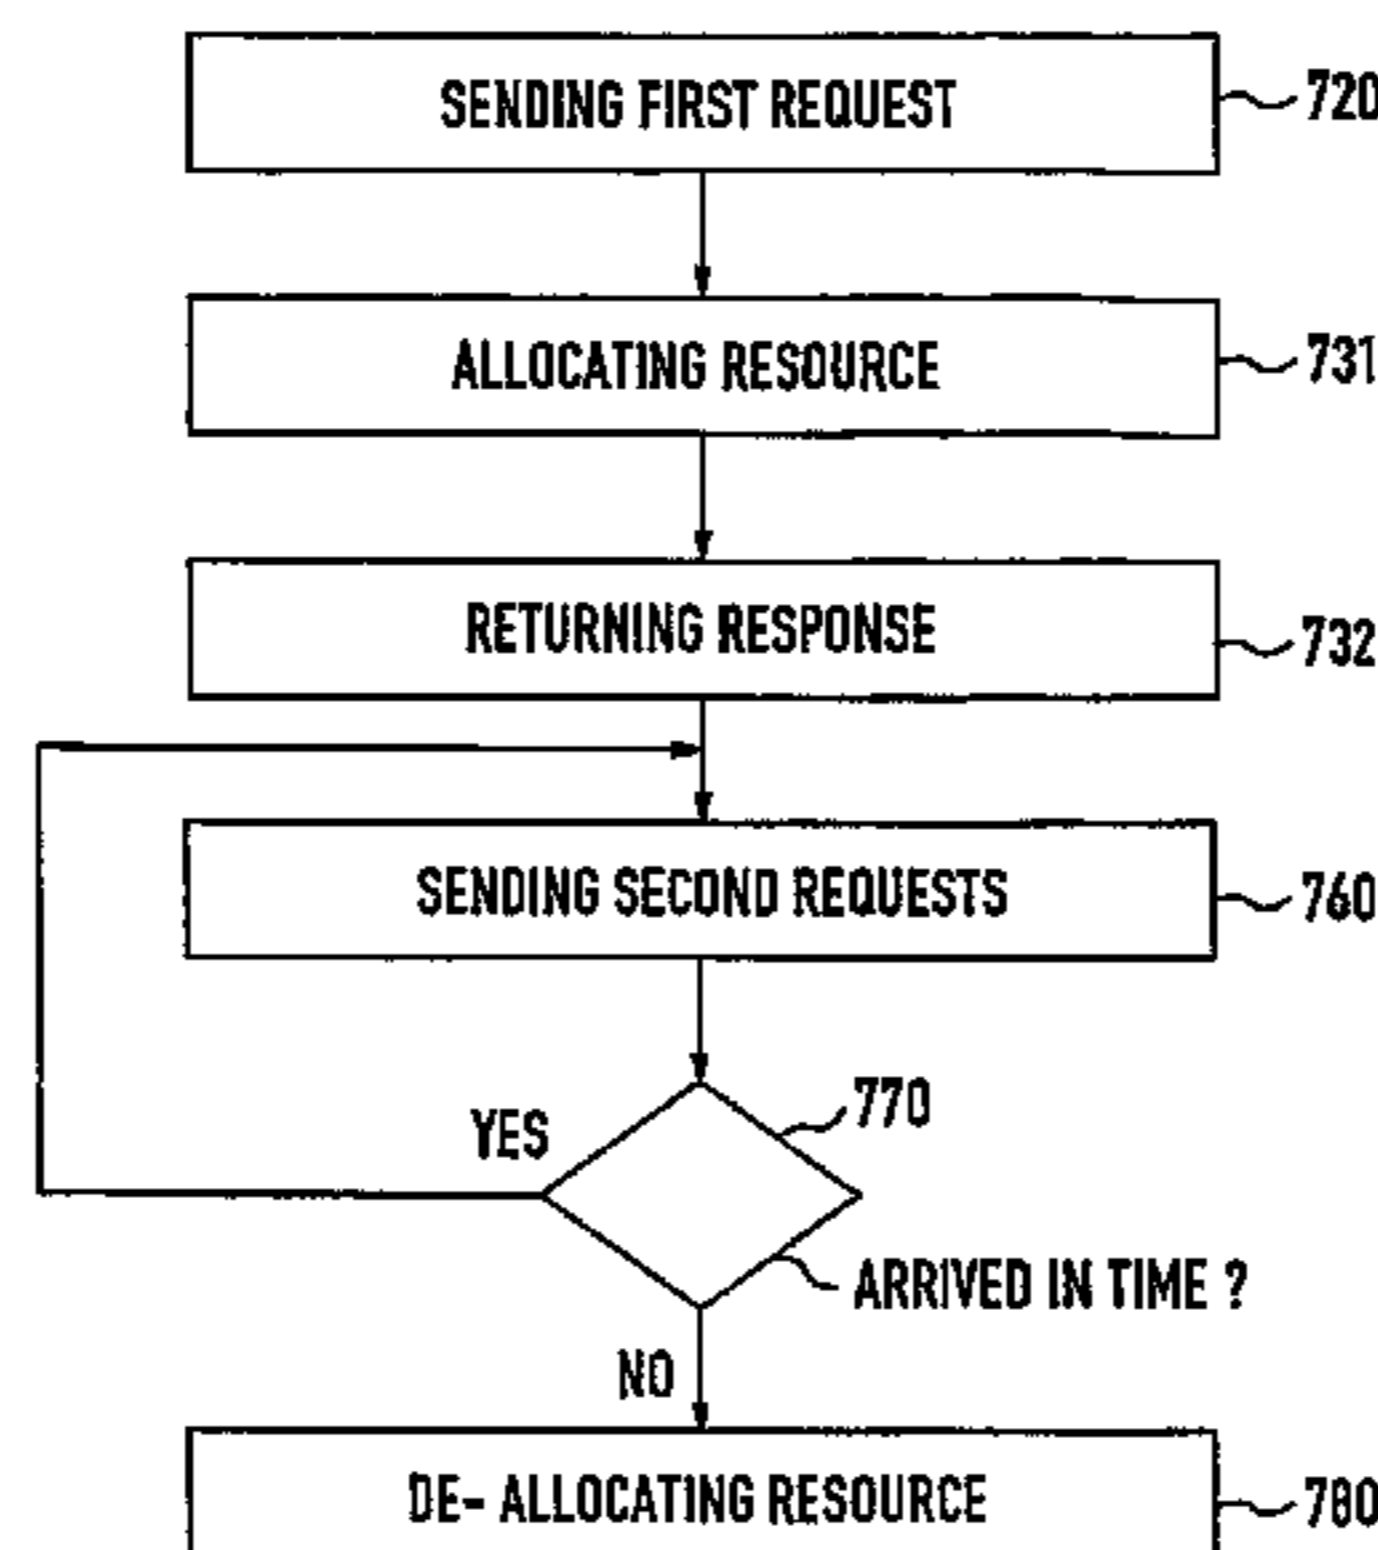 SENDING FIRST REQUEST 720
ALLOCATING RESOURCE 731
RETURNING RESPONSE 732
SENDING SECOND REQUESTS 760
770
YES
ARRIVED IN TIME ?
NO
DE- ALLOCATING RESOURCE 780